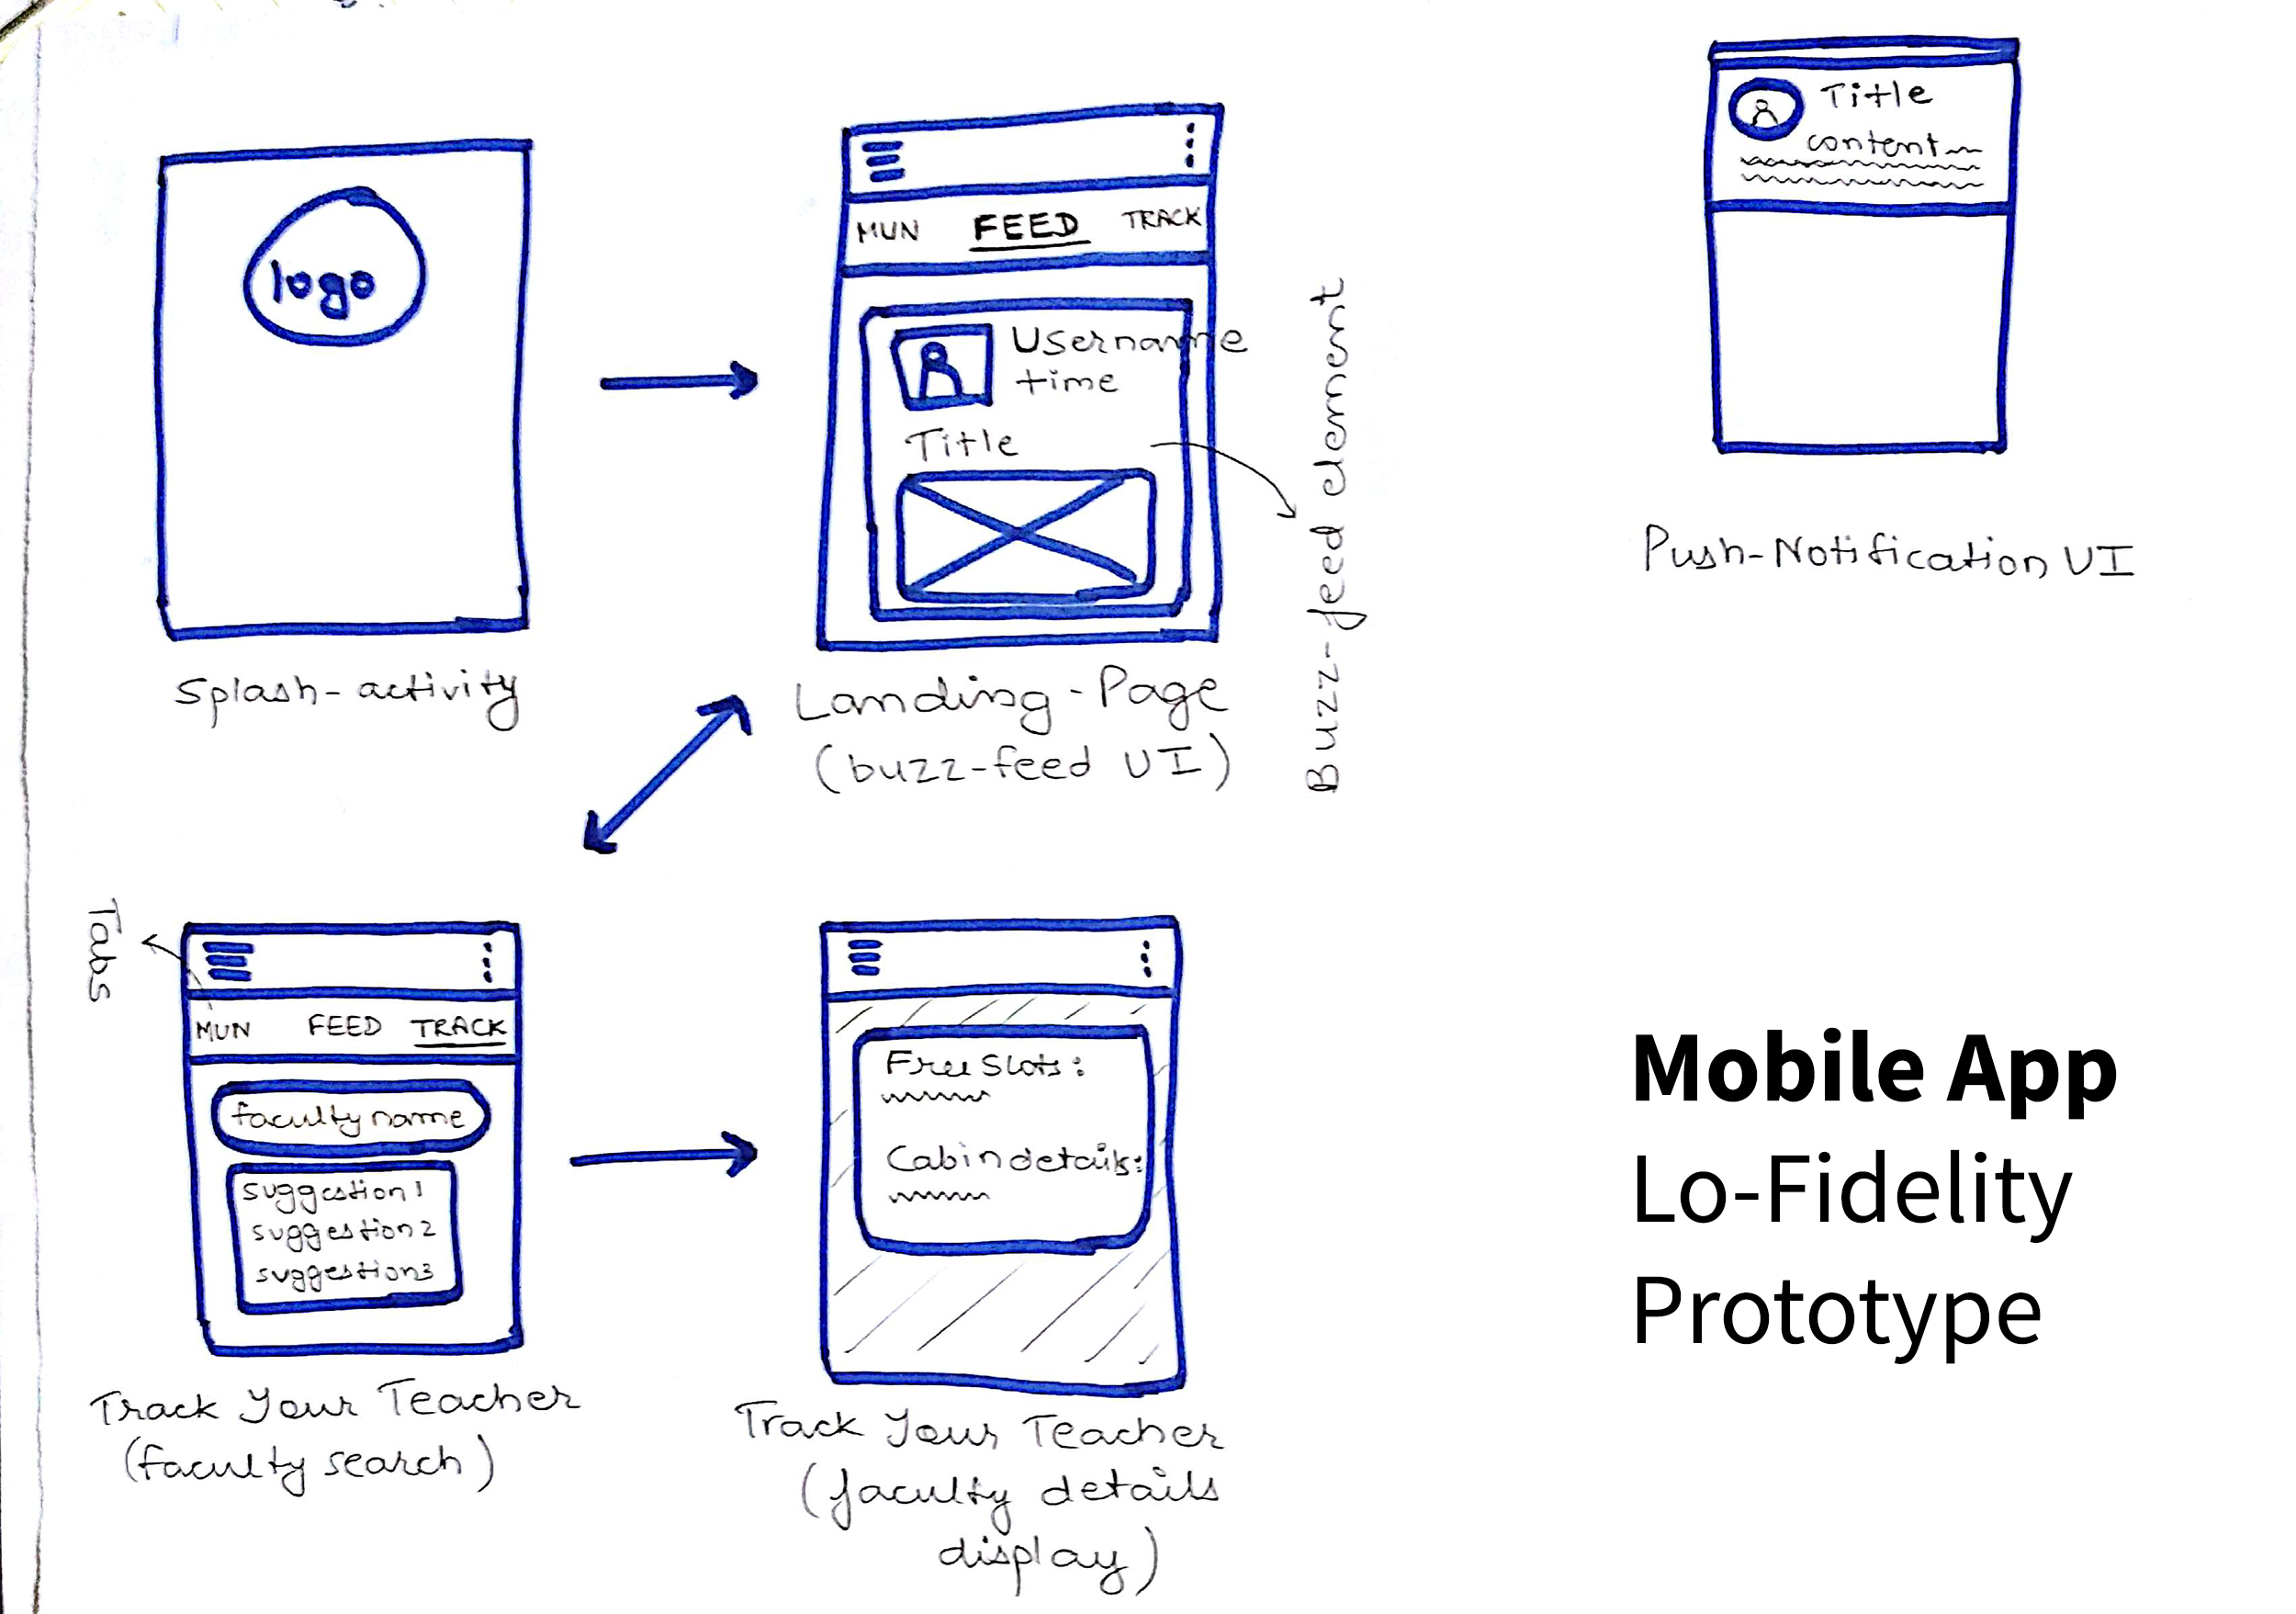 logo
Splash-activity
MUN FEED TRACK
Username
time
Title
Buzz-feed element
Landing-Page
(buzz-feed UI)
Title
content
Push-Notification UI
Tabs
MUN FEED TRACK
faculty name
suggestion 1
suggestion 2
suggestion 3
Track Your Teacher
(faculty search)
Free Slots:
Cabin details:
Track Your Teacher
(faculty details
display)
Mobile App
Lo-Fidelity
Prototype